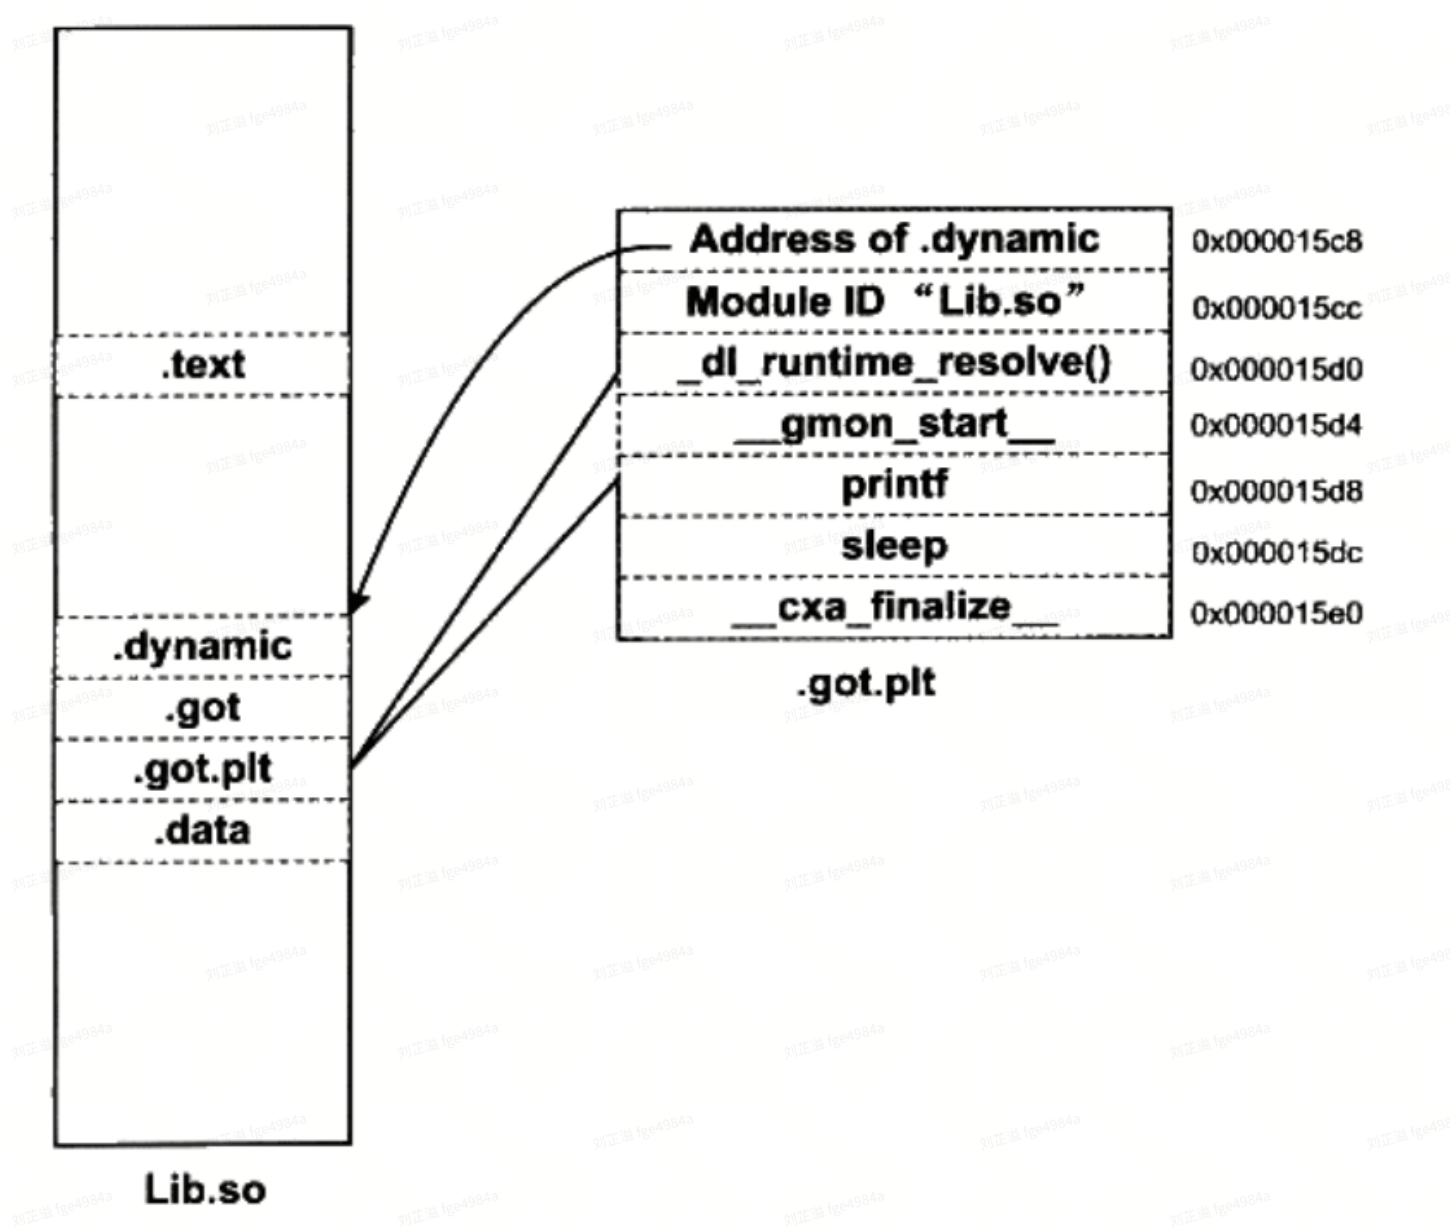 .text
.dynamic
.got
.got.plt
.data
Lib.so
Address of .dynamic 0x000015c8
Module ID “Lib.so” 0x000015cc
_dl_runtime_resolve() 0x000015d0
__gmon_start__ 0x000015d4
printf 0x000015d8
sleep 0x000015dc
__cxa_finalize__ 0x000015e0
.got.plt